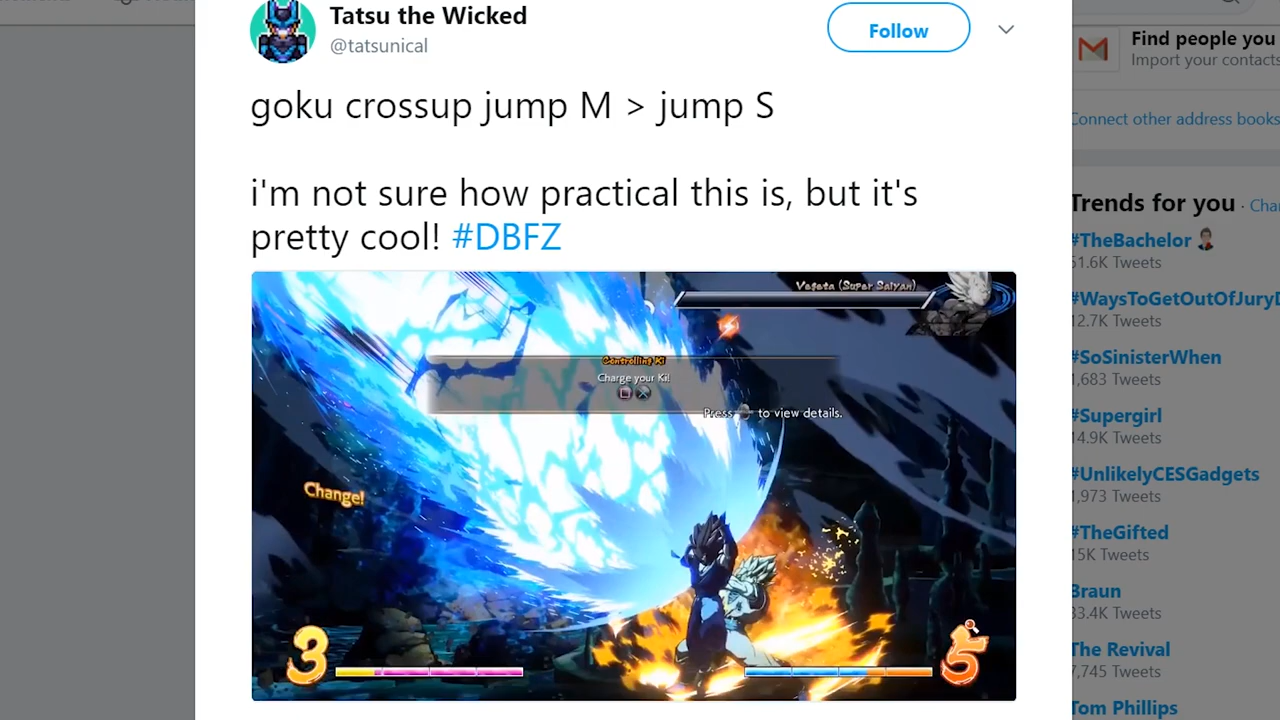 Tatsu the Wicked
@tatsunical
Follow
goku crossup jump M > jump S
i'm not sure how practical this is, but it's
pretty cool! #DBFZ
Vegeta (Super Saiyan)
Controlling Ki
Charge your Ki!
Press to view details.
Change!
3
5
Find people you
Import your contacts
Connect other address books
Trends for you ·
#TheBachelor
51.6K Tweets
#WaysToGetOutOfJuryD
12.7K Tweets
#SoSinisterWhen
1,683 Tweets
#Supergirl
14.9K Tweets
#UnlikelyCESGadgets
1,973 Tweets
#TheGifted
15K Tweets
Braun
33.4K Tweets
The Revival
7,745 Tweets
Tom Phillips